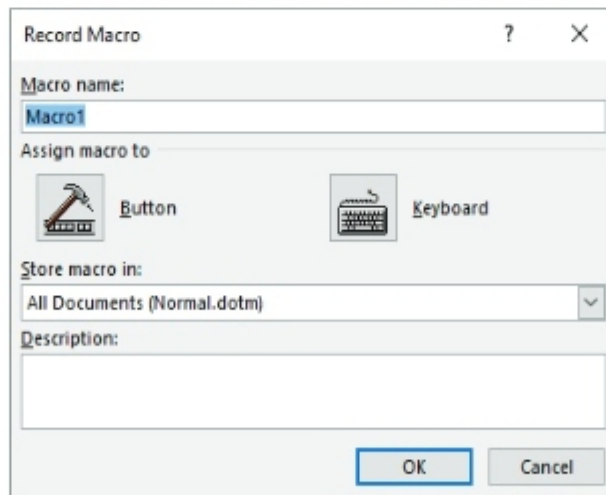 Record Macro ? ×
Macro name:
Macro1
Assign macro to
Button Keyboard
Store macro in:
All Documents (Normal.dotm)
Description:
OK Cancel